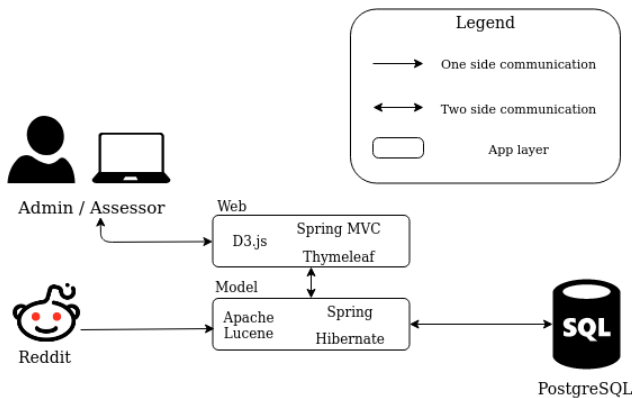 Legend
One side communication
Two side communication
App layer
Admin / Assessor
Web
D3.js
Spring MVC
Thymeleaf
Model
Apache
Lucene
Spring
Hibernate
Reddit
SQL
PostgreSQL